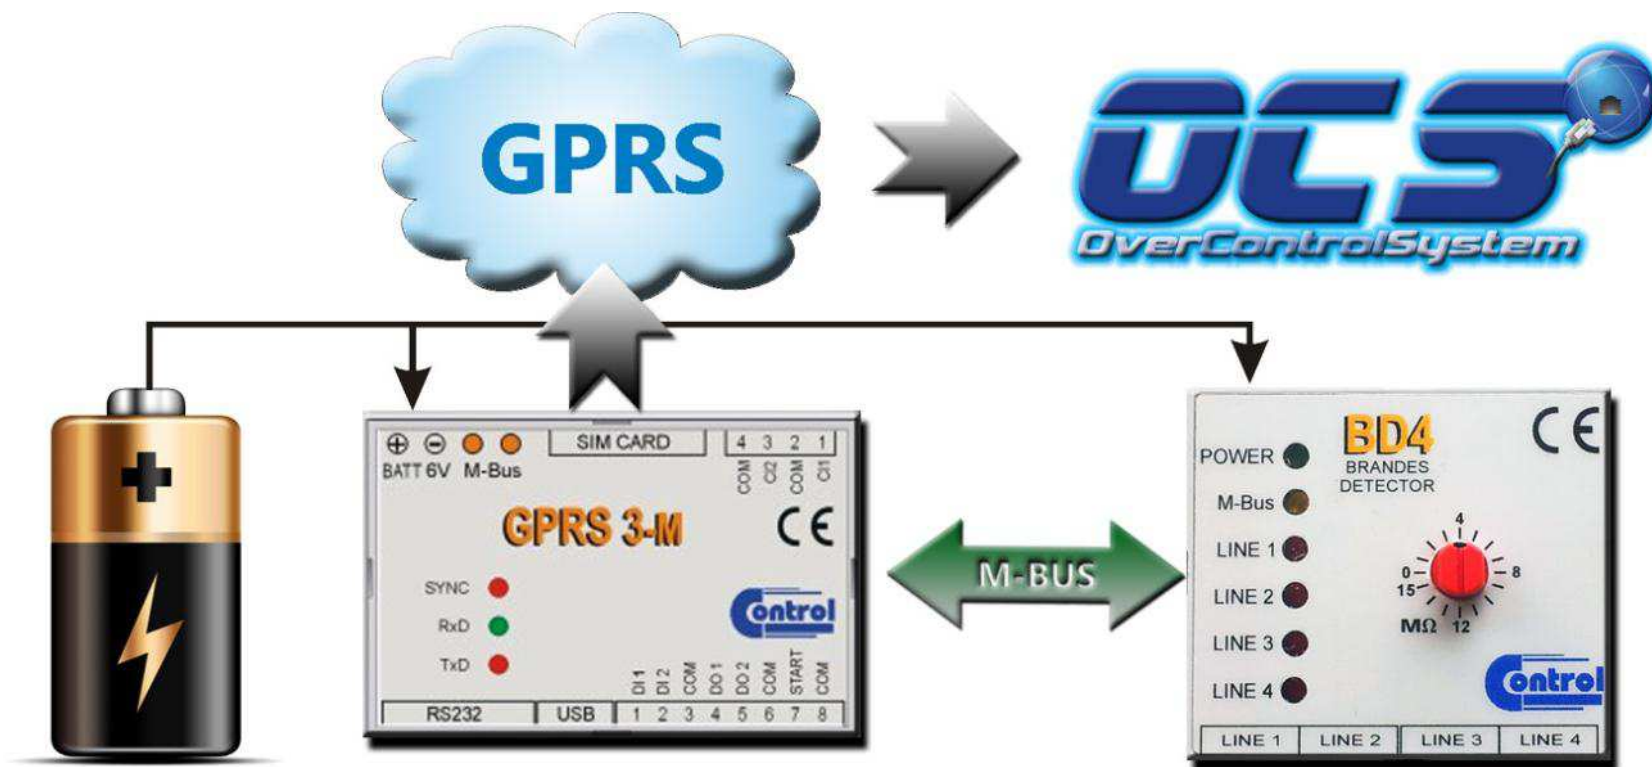 GPRS
OCS
OverControlSystem
BATT 6V M-Bus
SIM CARD
4 3 2 1
COM CI2 COM CI1
GPRS 3-M
CE
SYNC
RxD
TxD
Control
DI 1 DI 2 COM DO 1 DO 2 COM START COM
RS232 USB 1 2 3 4 5 6 7 8
M-BUS
BD4
BRANDES
DETECTOR
CE
POWER
M-Bus
LINE 1
LINE 2
LINE 3
LINE 4
4
0 8
15
MΩ 12
Control
LINE 1 LINE 2 LINE 3 LINE 4